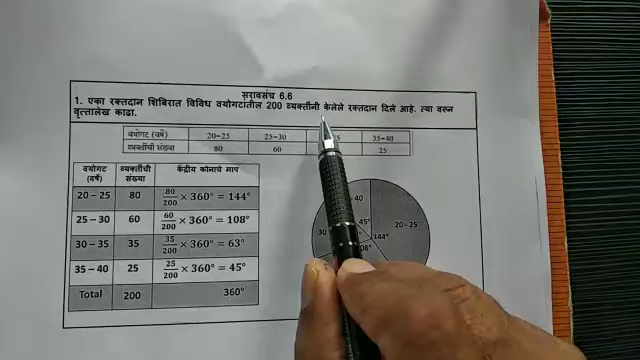 सरावसंच 6.6
1. एका रक्तदान शिबिरात विविध वयोगटातील 200 व्यक्तींनी केलेले रक्तदान दिले आहे. त्या वरून
वृत्तालेख काढा.
वयोगट (वर्षे) 20-25 25-30 5 35-40
व्यक्तींची संख्या 80 60 25
वयोगट (वर्षे) व्यक्तींची संख्या केंद्रीय कोनाचे माप
20 – 25 80 80/200 × 360° = 144°
25 – 30 60 60/200 × 360° = 108°
30 – 35 35 35/200 × 360° = 63°
35 – 40 25 25/200 × 360° = 45°
Total 200 360°
40
45°
20 - 25
30
144°
08°